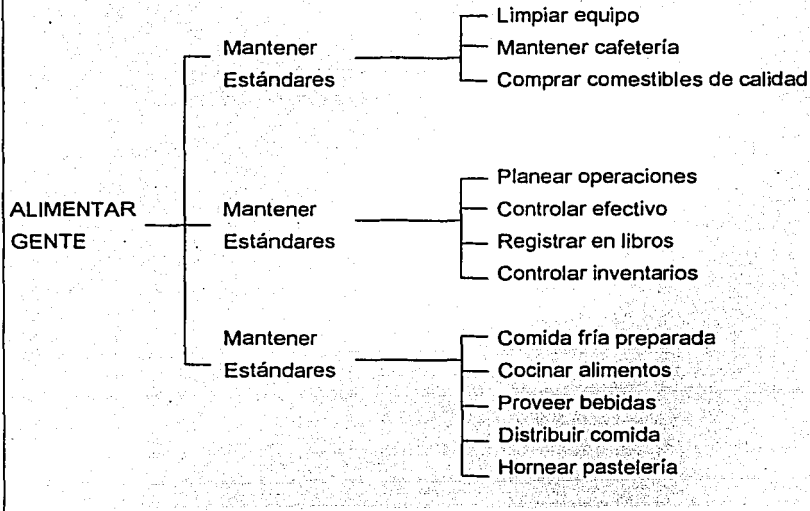 Limpiar equipo
Mantener
Estándares
Mantener cafetería
Comprar comestibles de calidad
ALIMENTAR
GENTE
Mantener
Estándares
Planear operaciones
Controlar efectivo
Registrar en libros
Controlar inventarios
Mantener
Estándares
Comida fría preparada
Cocinar alimentos
Proveer bebidas
Distribuir comida
Hornear pastelería